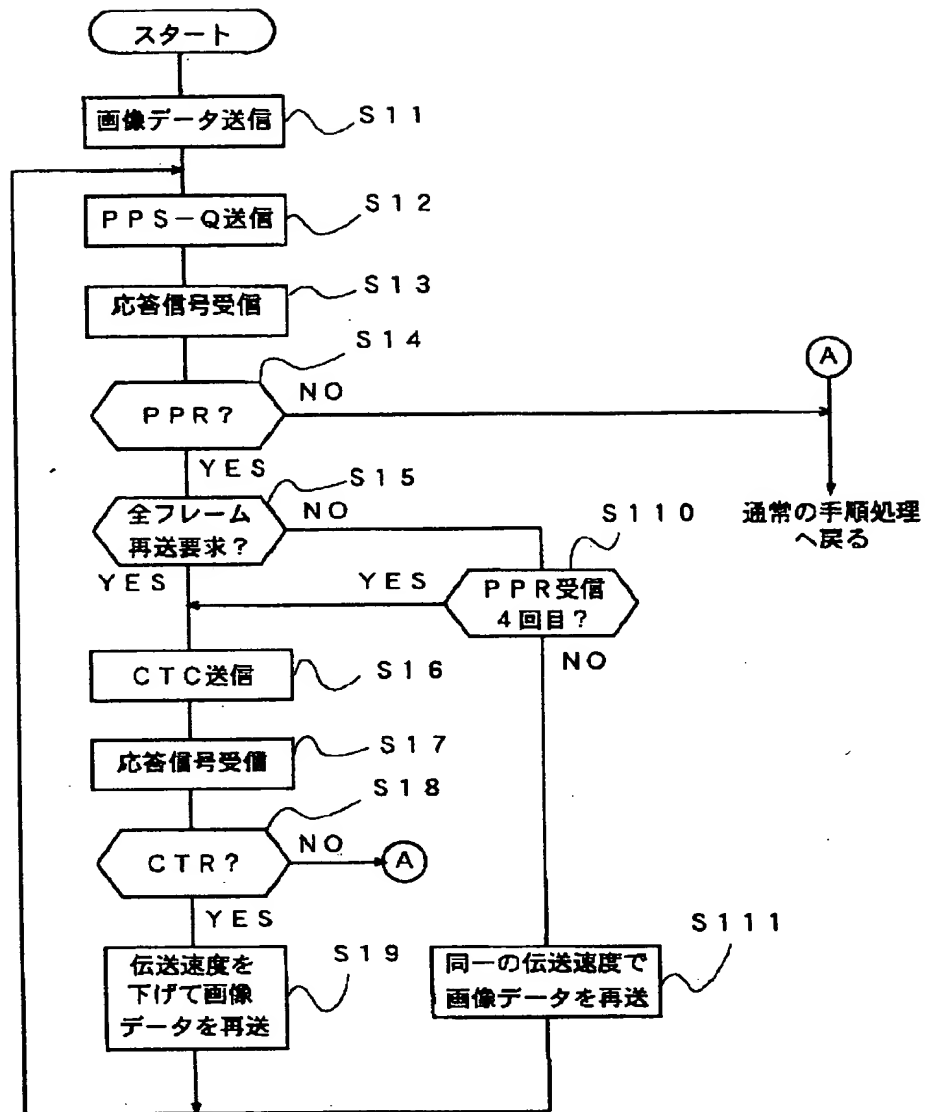 スタート
画像データ送信
S11
PPS-Q送信
S12
応答信号受信
S13
PPR?
S14
NO
A
YES
全フレーム
再送要求?
S15
NO
S110
通常の手順処理
へ戻る
YES
YES
PPR受信
4回目?
NO
CTC送信
S16
応答信号受信
S17
CTR?
S18
NO
A
YES
伝送速度を
下げて画像
データを再送
S19
同一の伝送速度で
画像データを再送
S111